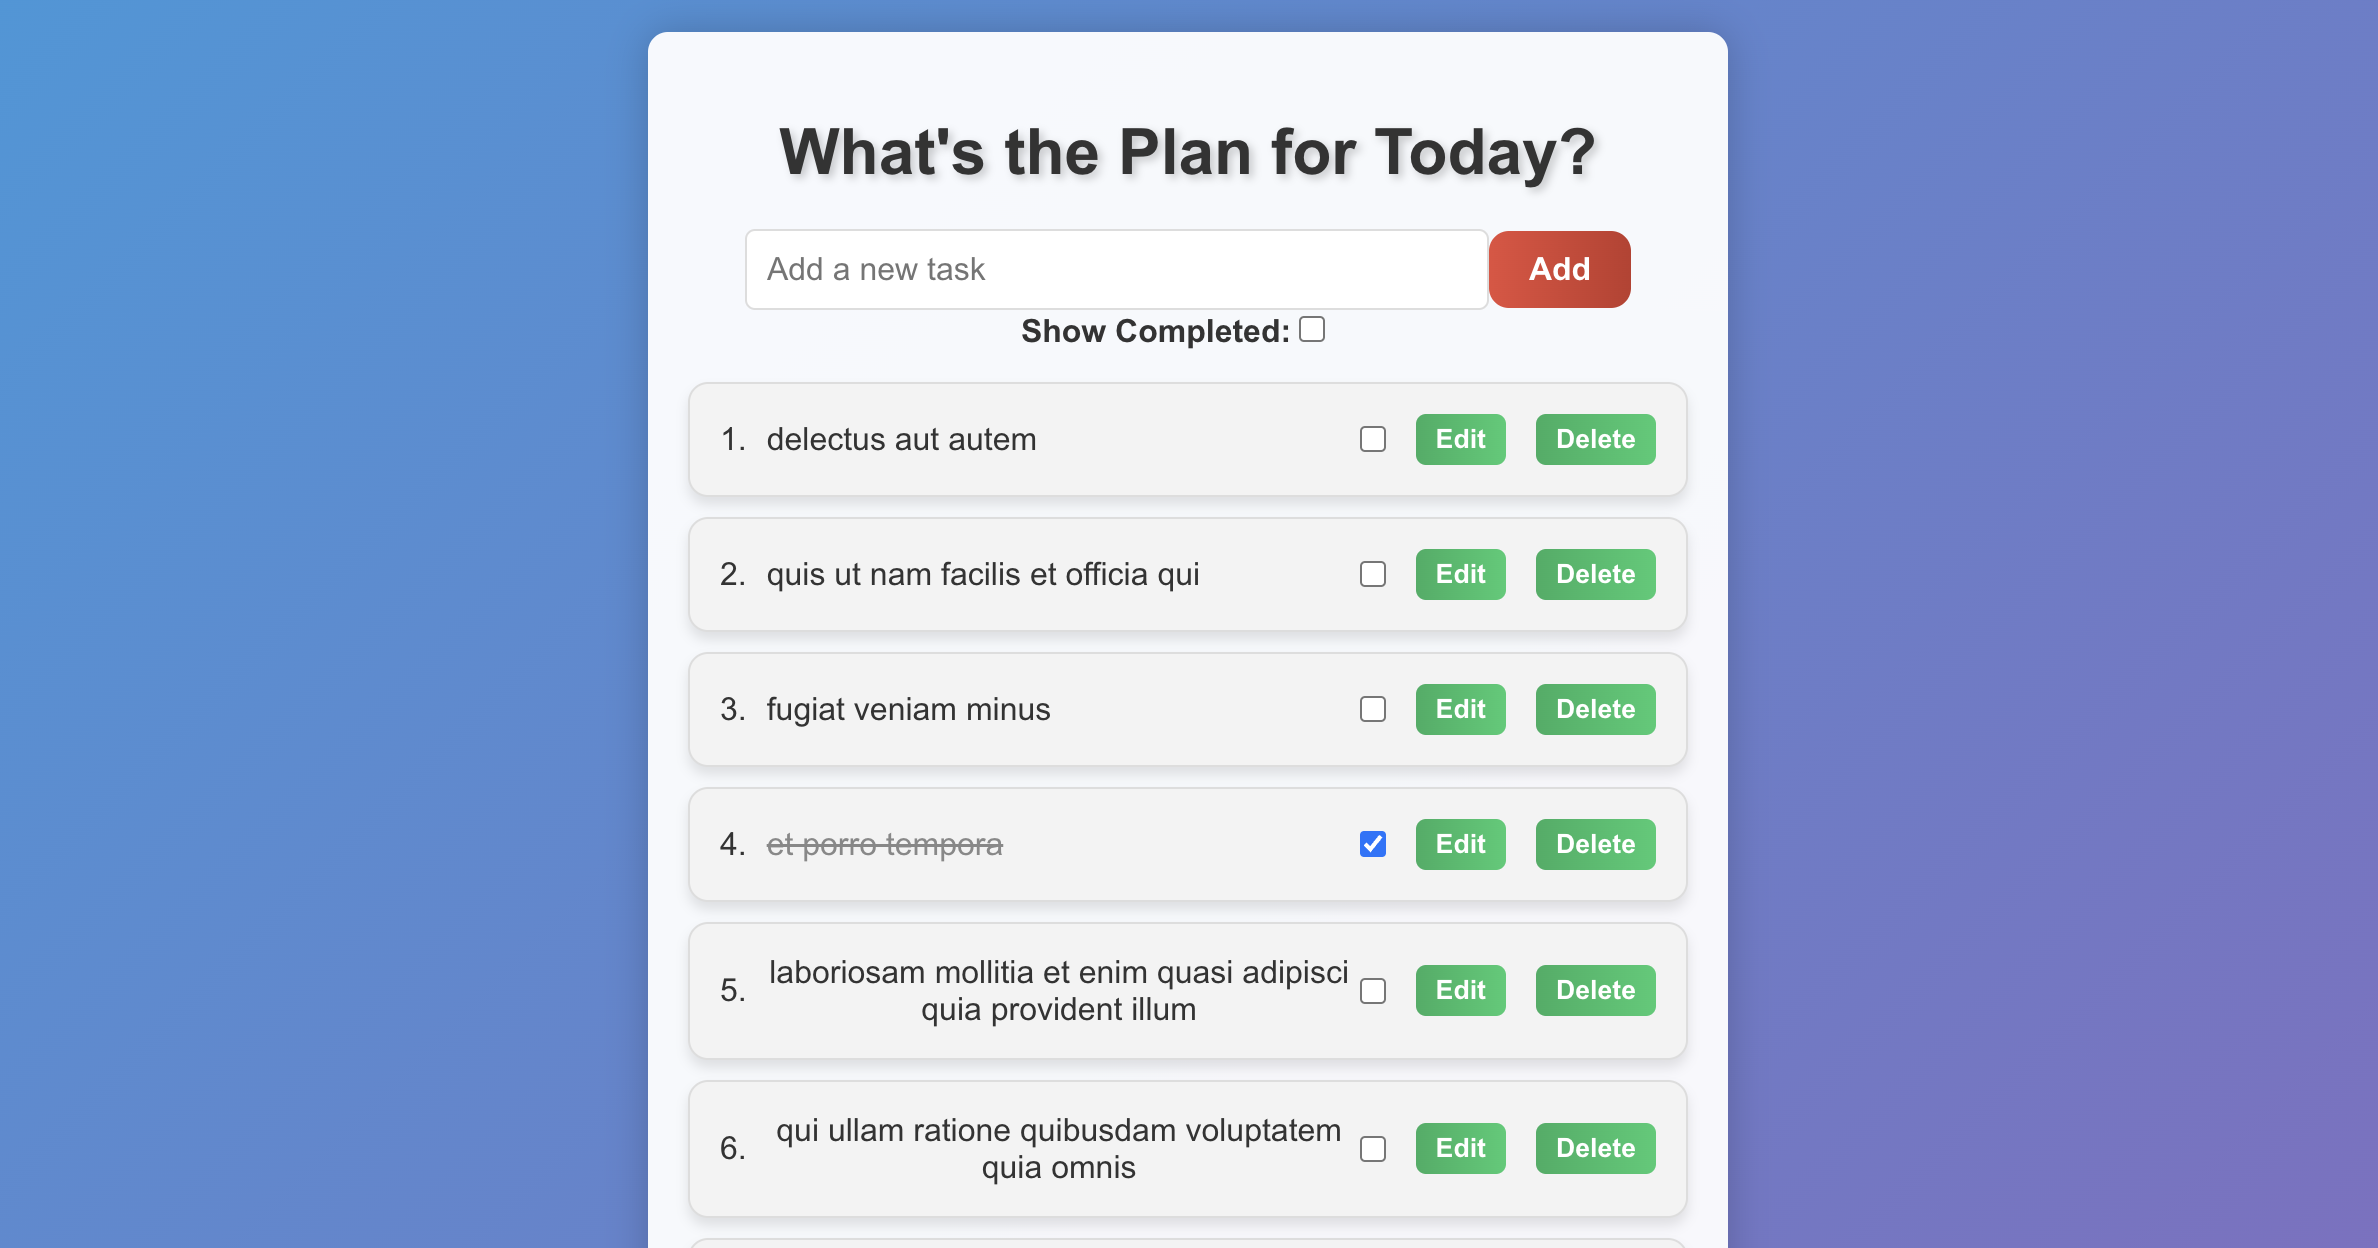 What's the Plan for Today?
Add a new task
Add
Show Completed:
1. delectus aut autem Edit Delete
2. quis ut nam facilis et officia qui Edit Delete
3. fugiat veniam minus Edit Delete
4. et porro tempora Edit Delete
5. laboriosam mollitia et enim quasi adipisci
quia provident illum Edit Delete
6. qui ullam ratione quibusdam voluptatem
quia omnis Edit Delete